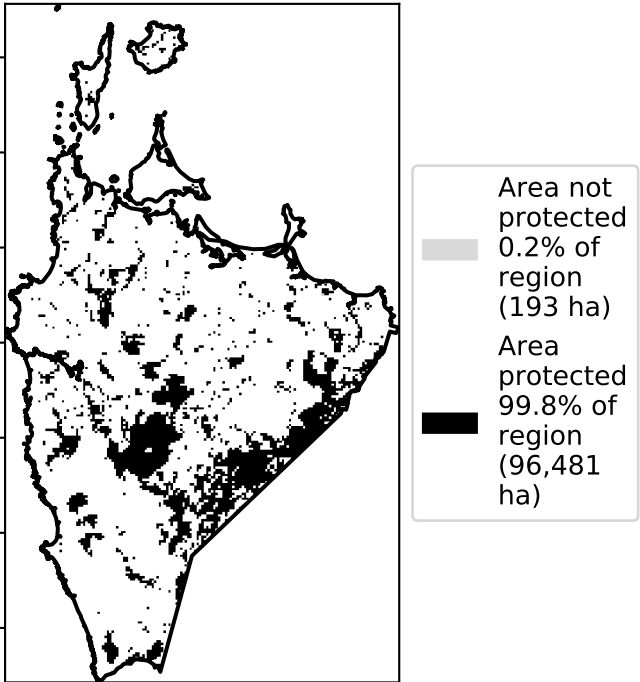 Area not
protected
0.2% of
region
(193 ha)
Area
protected
99.8% of
region
(96,481
ha)